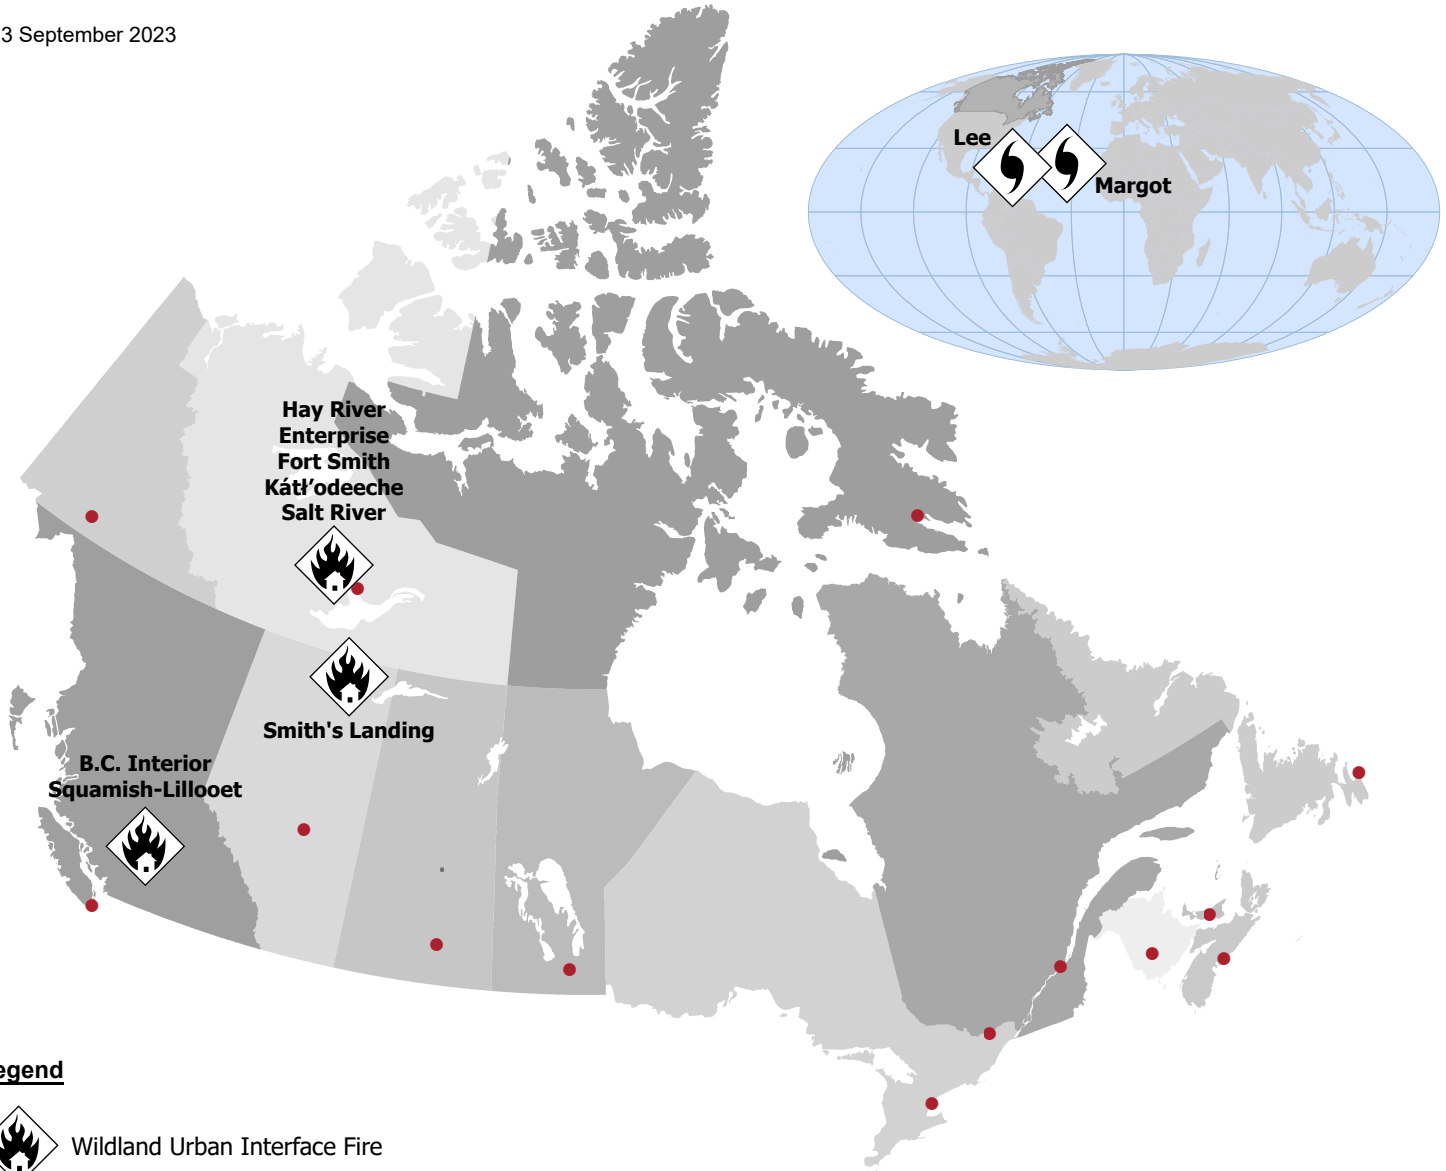 3 September 2023
Lee
Margot
Hay River
Enterprise
Fort Smith
Kátł’odeeche
Salt River
Smith's Landing
B.C. Interior
Squamish-Lillooet
egend
Wildland Urban Interface Fire